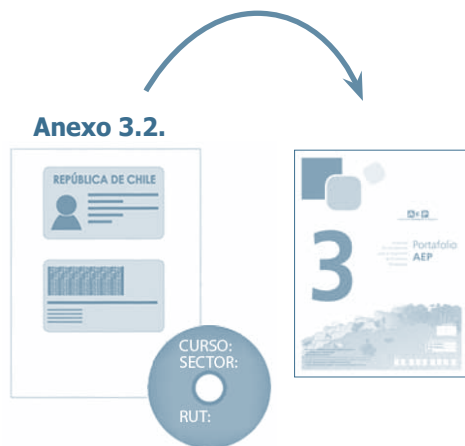 Anexo 3.2.
REPÚBLICA DE CHILE
CURSO:
SECTOR:
RUT:
3
Portafolio
AEP